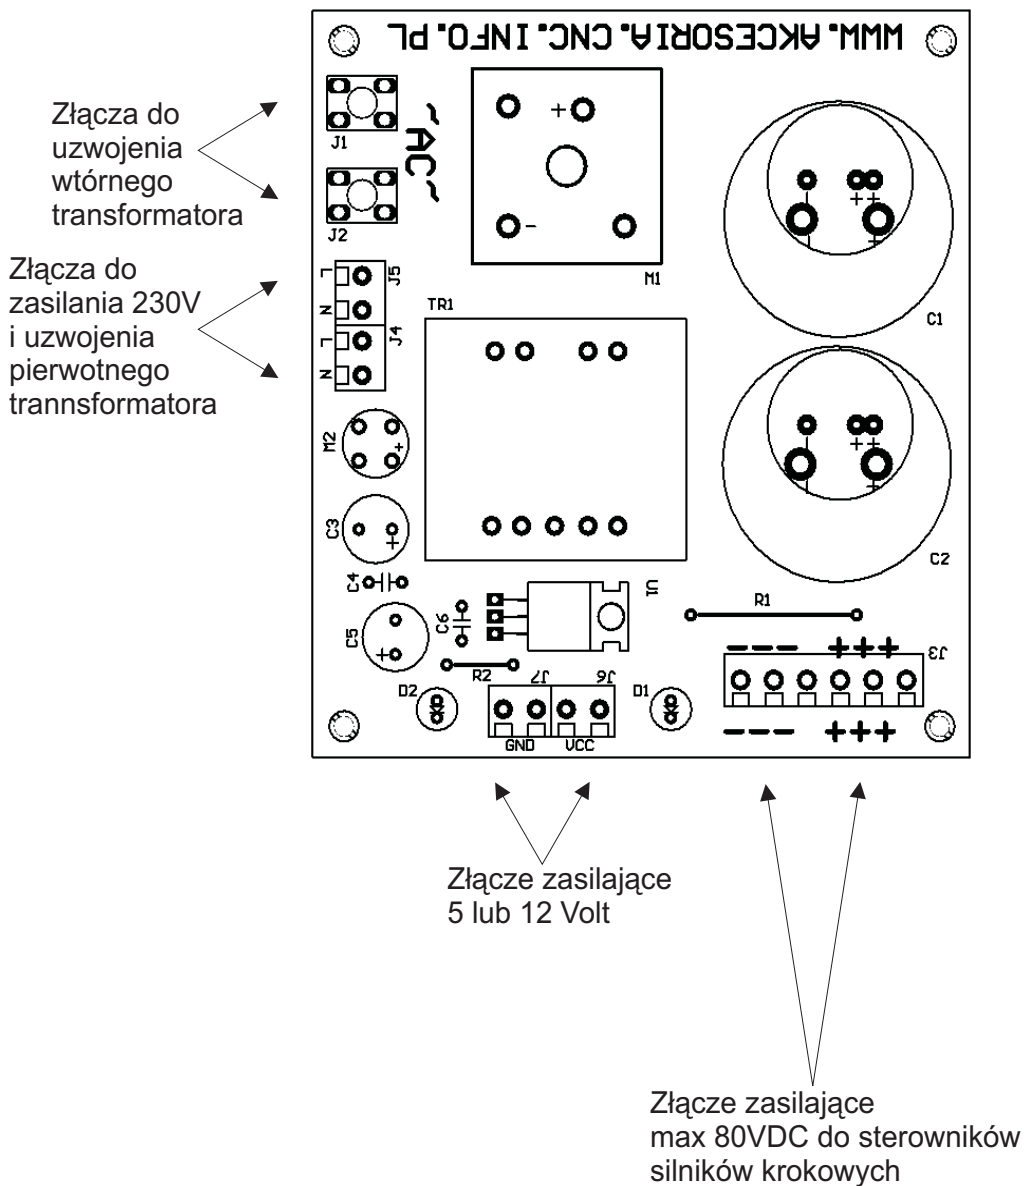 WWW.AKCESORIA.CNC.INFO.PL
Złącza do
uzwojenia
wtórnego
transformatora
J1
~AC~
J2
+
-
M1
Złącza do
zasilania 230V
i uzwojenia
pierwotnego
trannsformatora
L
N
J5
L
N
J4
TR1
++
+
C1
M2
+
C3
+
C4
C5
+
C6
U1
++
+
C2
R1
R2
--- +++
J3
D2
J7
J6
D1
GND
VCC
--- +++
Złącze zasilające
5 lub 12 Volt
Złącze zasilające
max 80VDC do sterowników
silników krokowych